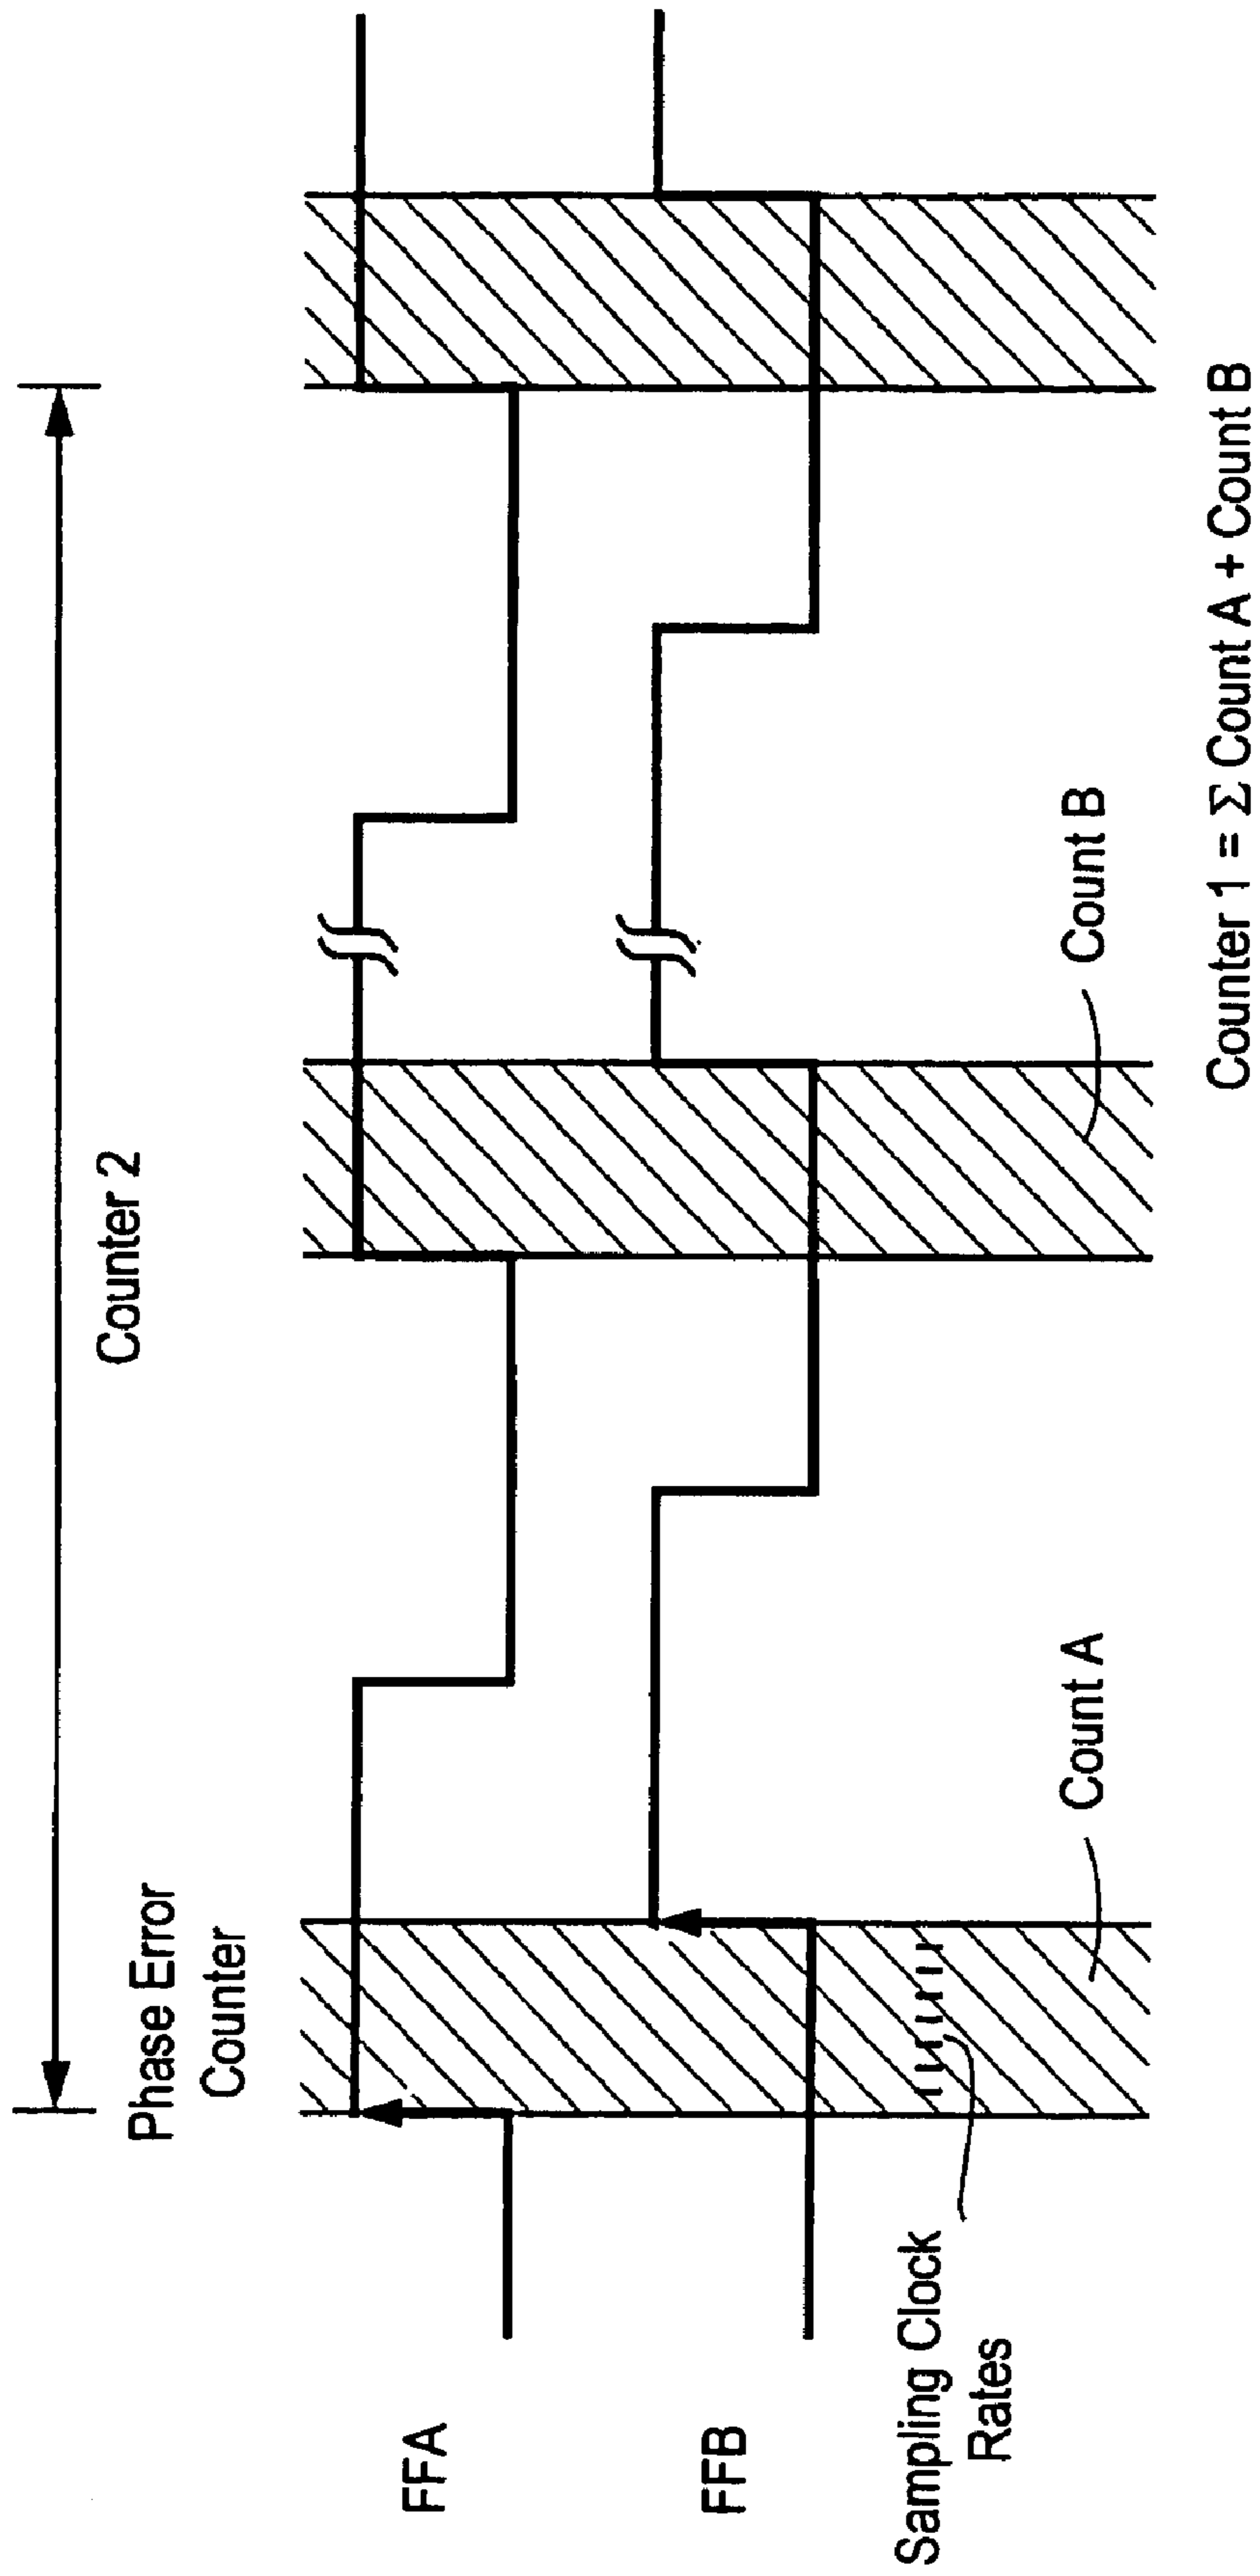 Counter 2
Phase Error
Counter
FFA
FFB
Sampling Clock
Rates
Count A
Count B
Counter 1 = Σ Count A + Count B